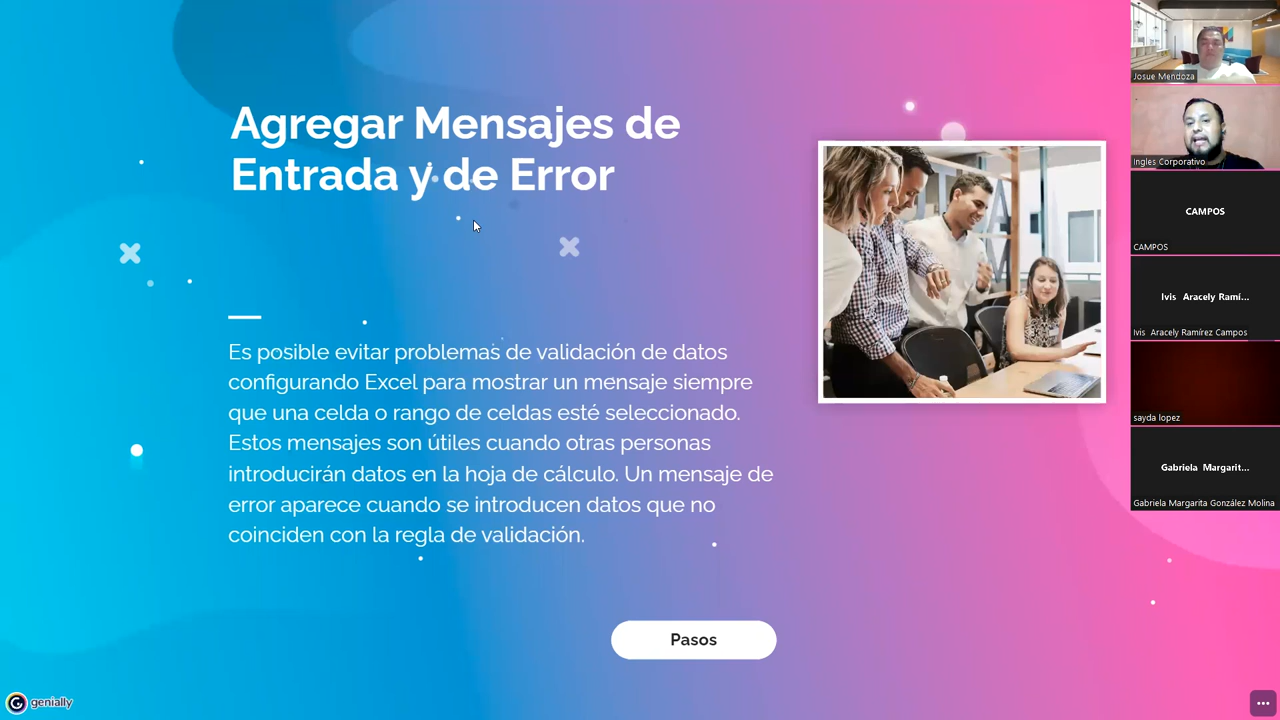 Agregar Mensajes de
Entrada y de Error
Es posible evitar problemas de validación de datos
configurando Excel para mostrar un mensaje siempre
que una celda o rango de celdas esté seleccionado.
Estos mensajes son útiles cuando otras personas
introducirán datos en la hoja de cálculo. Un mensaje de
error aparece cuando se introducen datos que no
coinciden con la regla de validación.
Pasos
genially
Josue Mendoza
Ingles Corporativo
CAMPOS
CAMPOS
Ivis Aracely Ramí...
Ivis Aracely Ramírez Campos
sayda lopez
Gabriela Margarit...
Gabriela Margarita González Molina